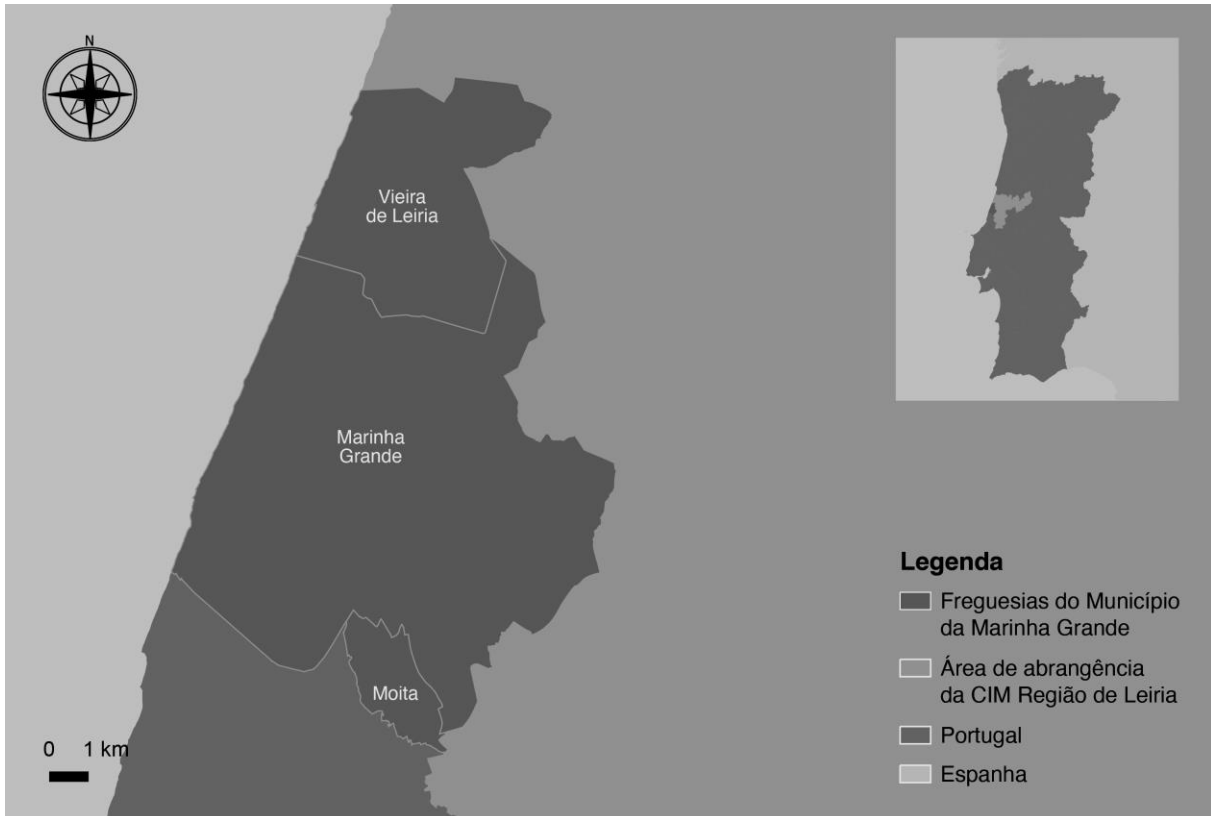 N
Vieira
de Leiria
Marinha
Grande
Moita
0 1 km
Legenda
Freguesias do Município
da Marinha Grande
Área de abrangência
da CIM Região de Leiria
Portugal
Espanha